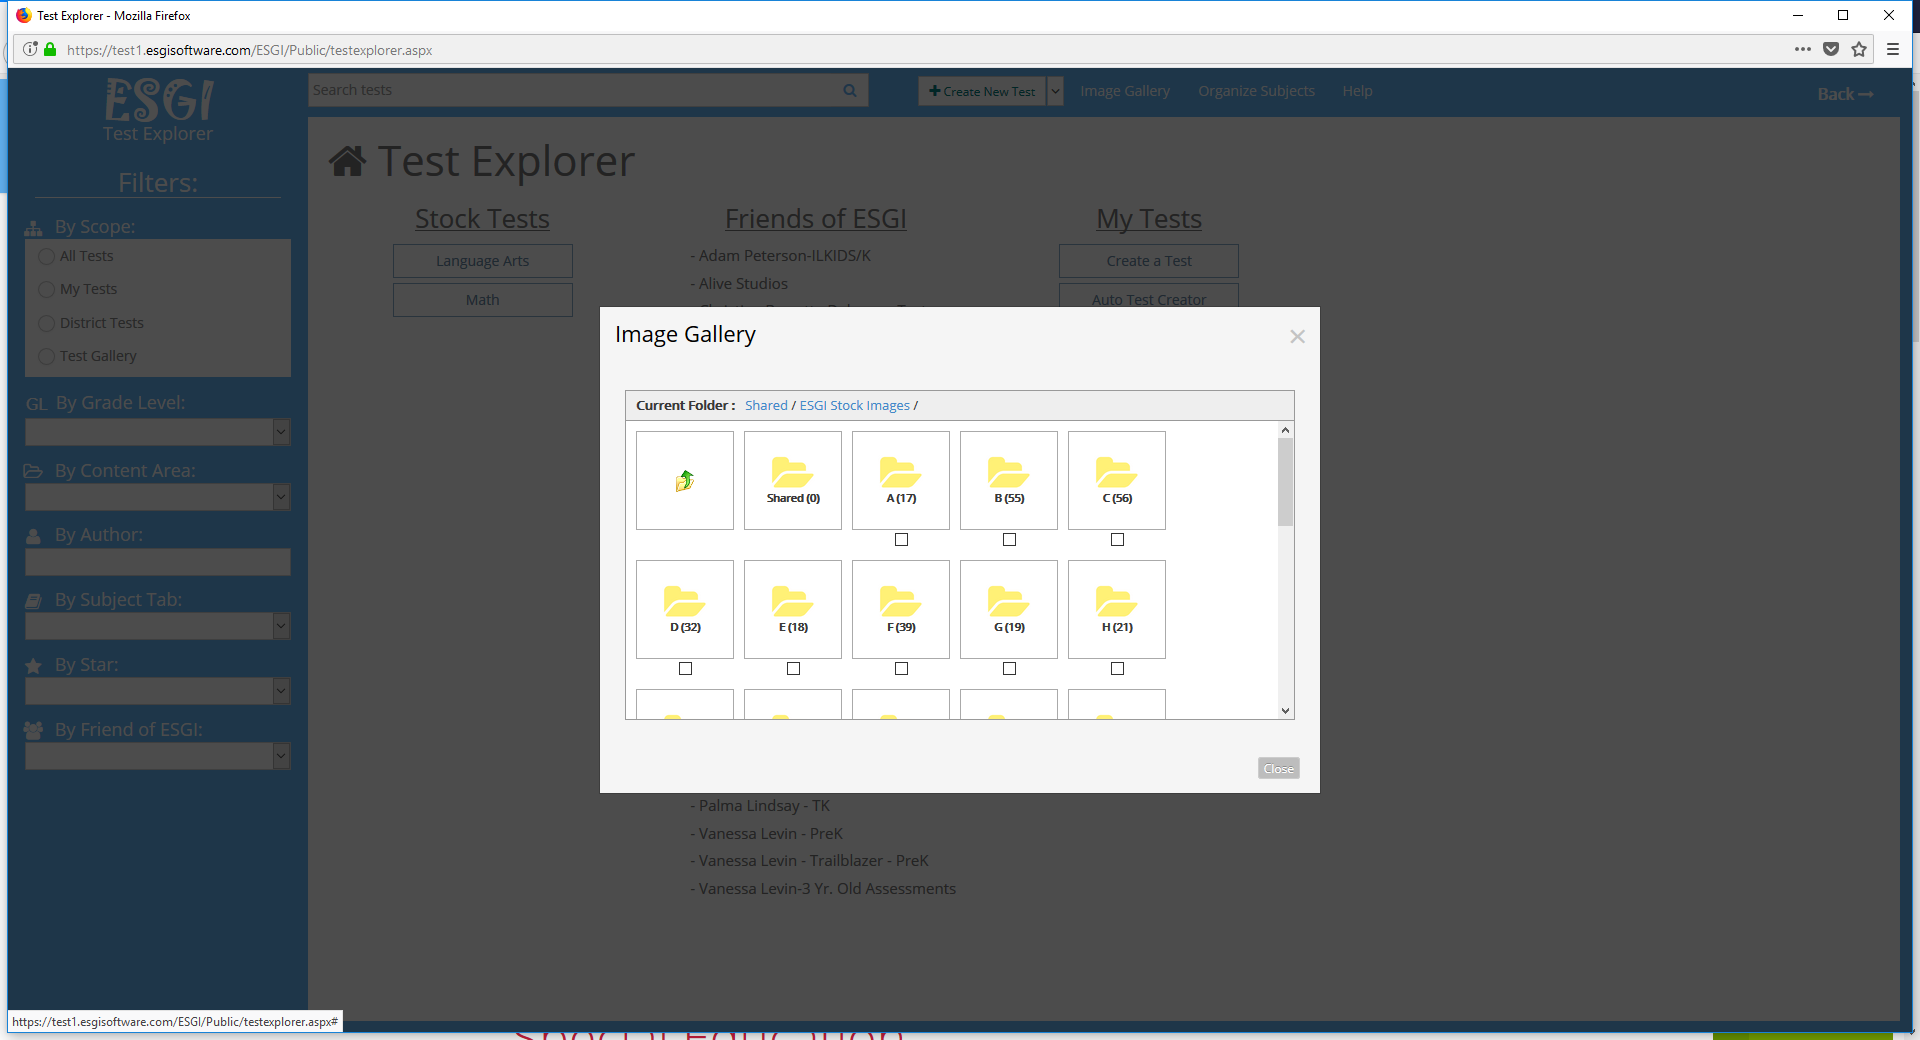 Test Explorer - Mozilla Firefox
https://test1.esgisoftware.com/ESGI/Public/testexplorer.aspx
ESGI
Test Explorer
Search tests
Create New Test
Image Gallery
Organize Subjects
Help
Back
Filters:
By Scope:
All Tests
My Tests
District Tests
Test Gallery
GL By Grade Level:
By Content Area:
By Author:
By Subject Tab:
By Star:
By Friend of ESGI:
Test Explorer
Stock Tests
Language Arts
Math
Friends of ESGI
- Adam Peterson-ILKIDS/K
- Alive Studios
My Tests
Create a Test
Auto Test Creator
Image Gallery
Current Folder : Shared / ESGI Stock Images /
Shared (0)
A (17)
B (55)
C (56)
D (32)
E (18)
F (39)
G (19)
H (21)
Close
- Palma Lindsay - TK
- Vanessa Levin - PreK
- Vanessa Levin - Trailblazer - PreK
- Vanessa Levin-3 Yr. Old Assessments
https://test1.esgisoftware.com/ESGI/Public/testexplorer.aspx#
Special Education